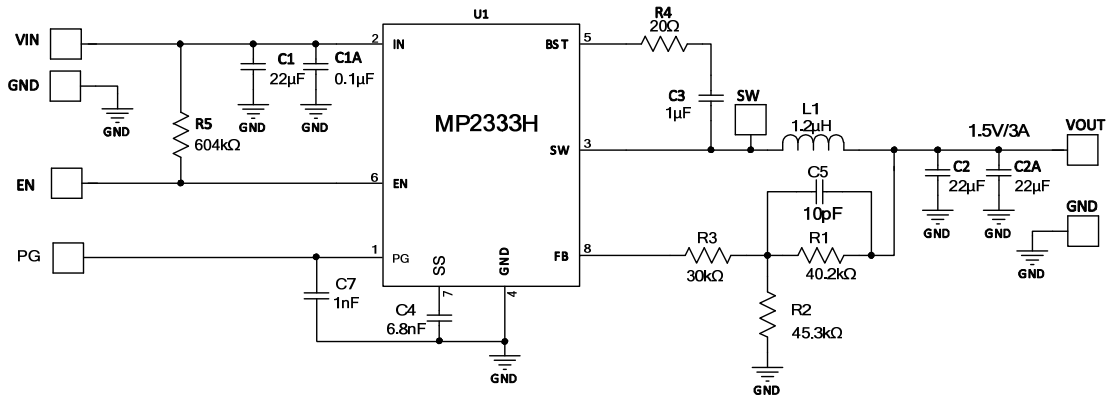 U1
R4
20Ω
VIN
2
IN
BST
5
C1
22µF
C1A
0.1µF
GND
GND
GND
GND
R5
604kΩ
C3
1µF
SW
L1
1.2µH
1.5V/3A
VOUT
MP2333H
SW
3
EN
6
EN
C5
10pF
C2
22µF
C2A
22µF
GND
GND
GND
GND
PG
1
PG
SS
GND
FB
8
R3
30kΩ
R1
40.2kΩ
C7
1nF
7
4
C4
6.8nF
R2
45.3kΩ
GND
GND